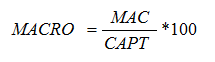 MACRO = MAC / CAPT *100